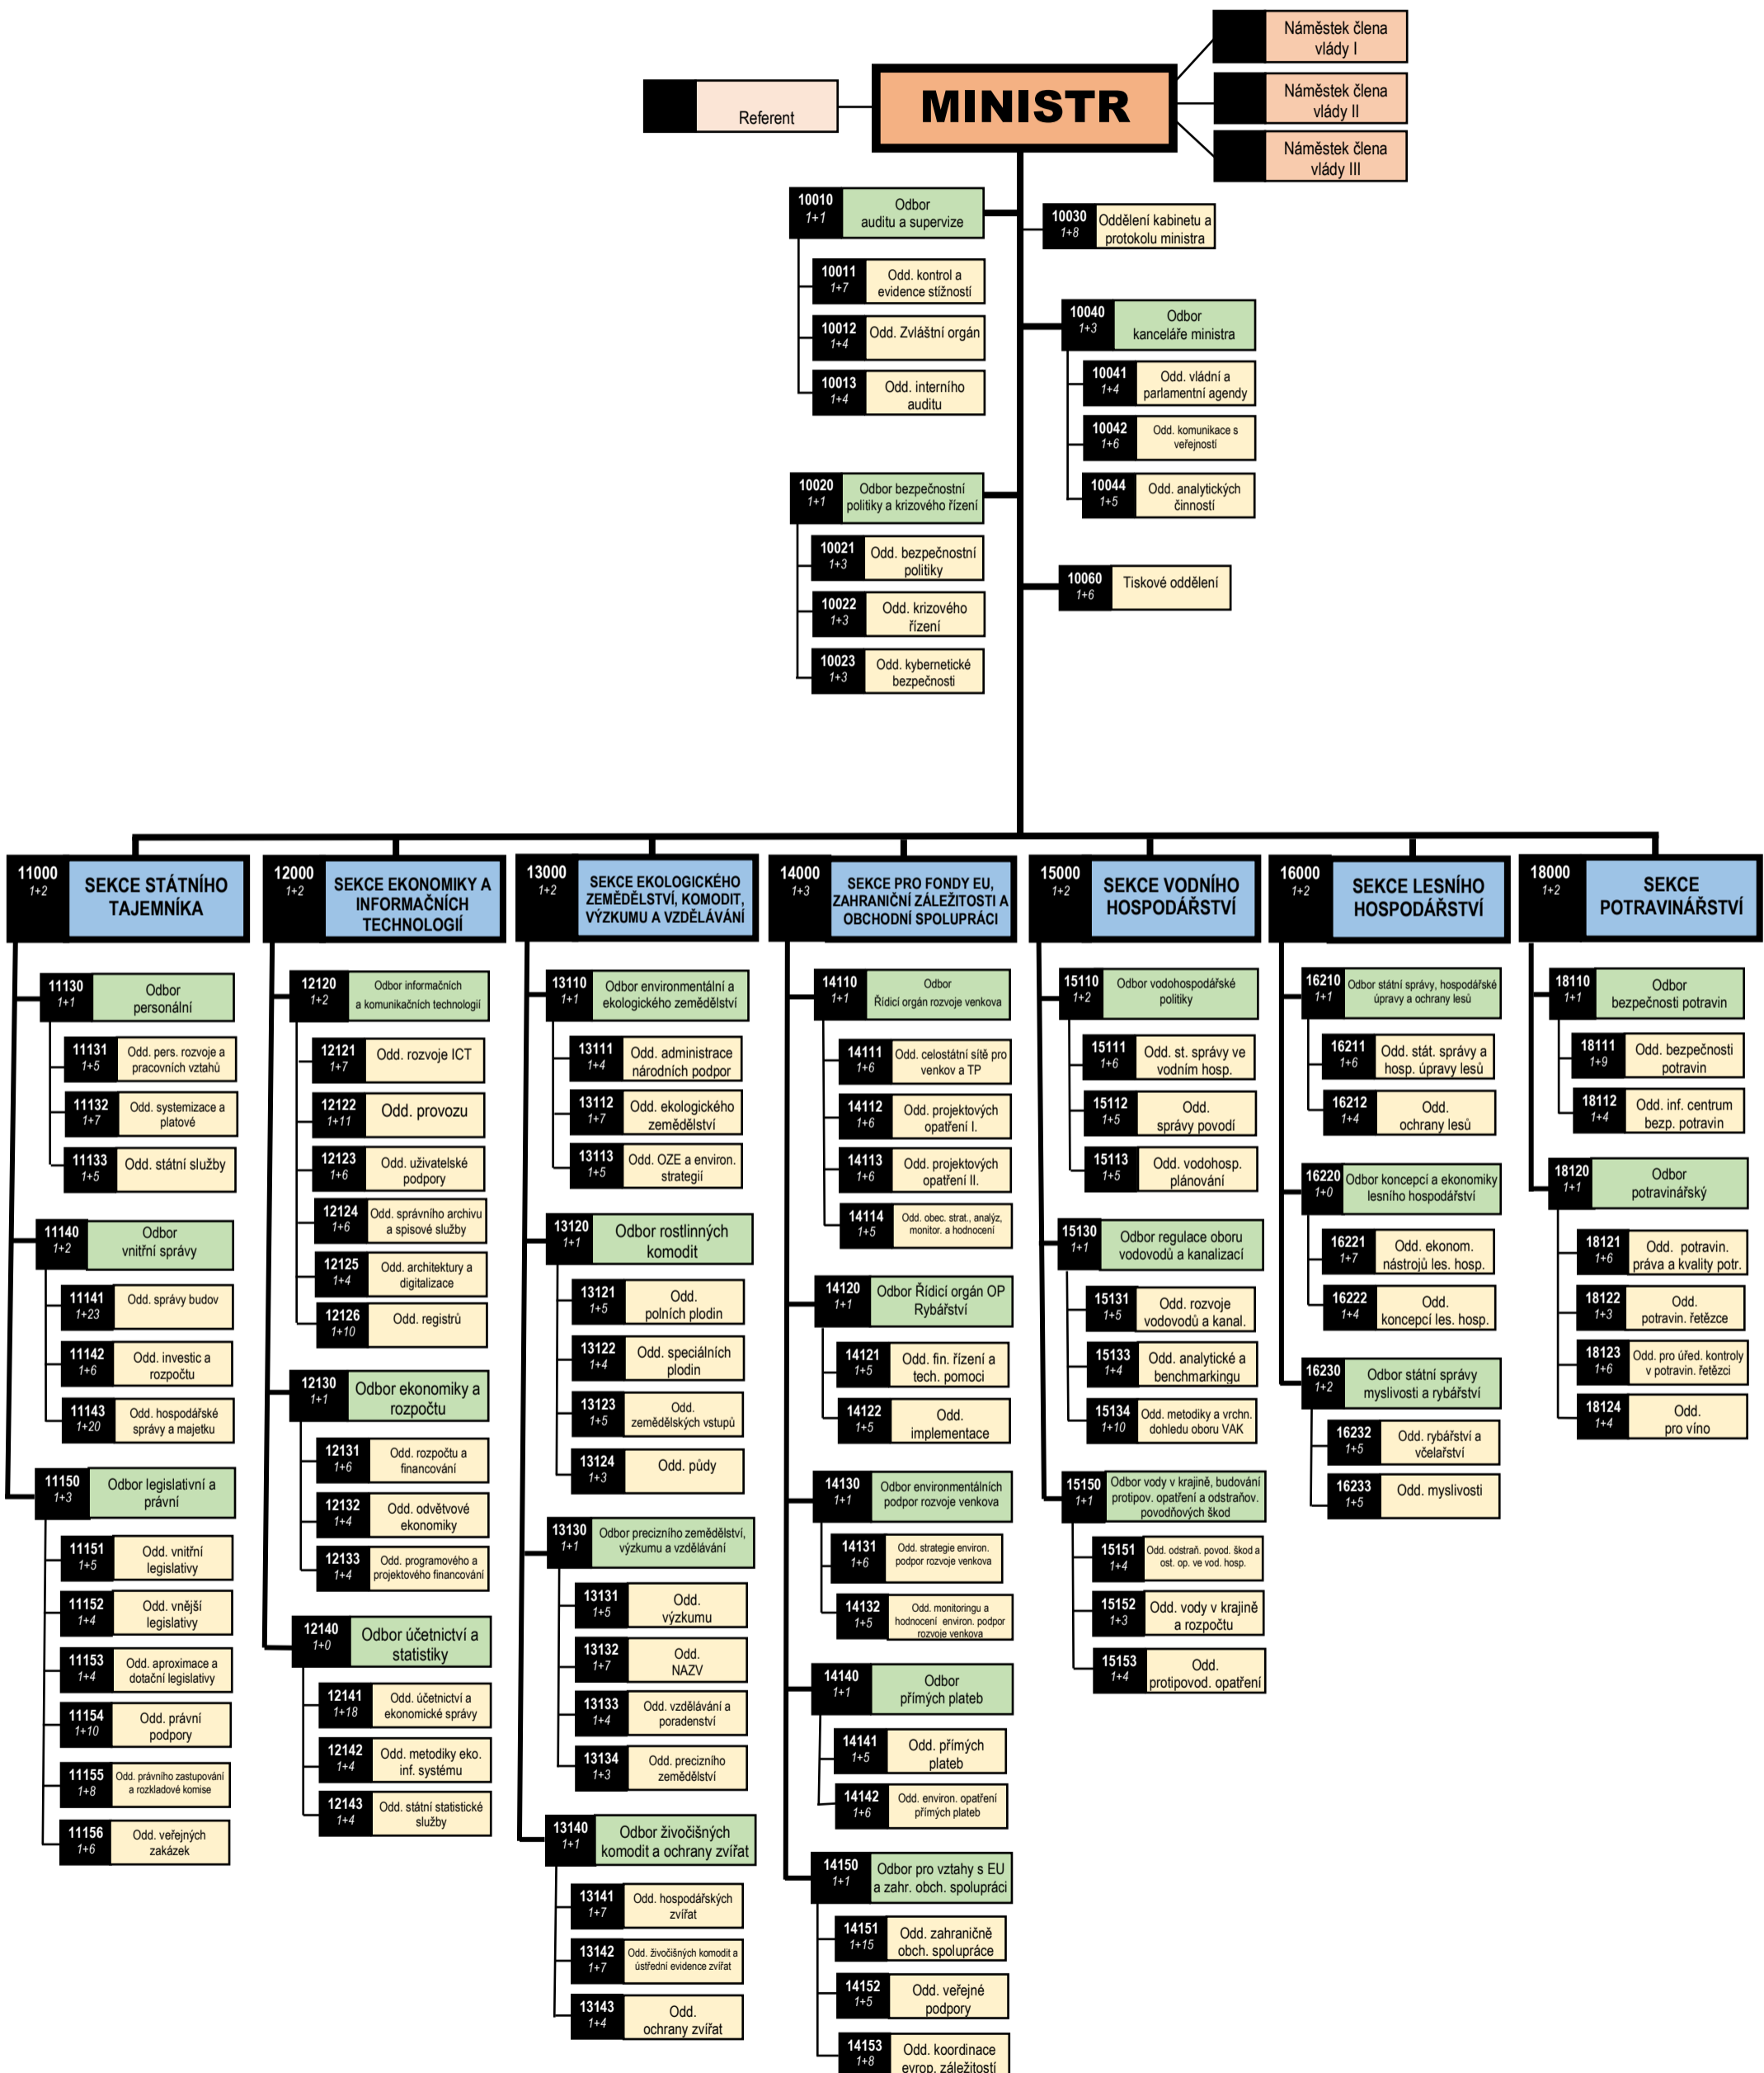 Náměstek člena
vlády I
Referent
MINISTR
Náměstek člena
vlády II
Náměstek člena
vlády III
10010
1+1
Odbor
auditu a supervize
10011
1+7
Odd. kontrol a
evidence stížností
10012
1+4
Odd. Zvláštní orgán
10013
1+4
Odd. interního
auditu
10030
1+8
Oddělení kabinetu a
protokolu ministra
10040
1+3
Odbor
kanceláře ministra
10041
1+4
Odd. vládní a
parlamentní agendy
10042
1+6
Odd. komunikace s
veřejností
10044
1+5
Odd. analytických
činností
10020
1+1
Odbor bezpečnostní
politiky a krizového řízení
10021
1+3
Odd. bezpečnostní
politiky
10022
1+3
Odd. krizového
řízení
10023
1+3
Odd. kybernetické
bezpečnosti
10060
1+6
Tiskové oddělení
11000
1+2
SEKCE STÁTNÍHO
TAJEMNÍKA
11130
1+1
Odbor
personální
11131
1+5
Odd. pers. rozvoje a
pracovních vztahů
11132
1+7
Odd. systemizace a
platové
11133
1+5
Odd. státní služby
11140
1+2
Odbor
vnitřní správy
11141
1+23
Odd. správy budov
11142
1+6
Odd. investic a
rozpočtu
11143
1+20
Odd. hospodářské
správy a majetku
11150
1+3
Odbor legislativní a
právní
11151
1+5
Odd. vnitřní
legislativy
11152
1+4
Odd. vnější
legislativy
11153
1+4
Odd. aproximace a
dotační legislativy
11154
1+10
Odd. právní
podpory
11155
1+8
Odd. právního zastupování
a rozkladové komise
11156
1+6
Odd. veřejných
zakázek
12000
1+2
SEKCE EKONOMIKY A
INFORMAČNÍCH
TECHNOLOGIÍ
12120
1+2
Odbor informačních
a komunikačních technologií
12121
1+7
Odd. rozvoje ICT
12122
1+11
Odd. provozu
12123
1+6
Odd. uživatelské
podpory
12124
1+6
Odd. správního archivu
a spisové služby
12125
1+4
Odd. architektury a
digitalizace
12126
1+10
Odd. registrů
12130
1+1
Odbor ekonomiky a
rozpočtu
12131
1+6
Odd. rozpočtu a
financování
12132
1+4
Odd. odvětvové
ekonomiky
12133
1+4
Odd. programového a
projektového financování
12140
1+0
Odbor účetnictví a
statistiky
12141
1+18
Odd. účetnictví a
ekonomické správy
12142
1+4
Odd. metodiky eko.
inf. systému
12143
1+4
Odd. státní statistické
služby
13000
1+2
SEKCE EKOLOGICKÉHO
ZEMĚDĚLSTVÍ, KOMODIT,
VÝZKUMU A VZDĚLÁVÁNÍ
13110
1+1
Odbor environmentální a
ekologického zemědělství
13111
1+4
Odd. administrace
národních podpor
13112
1+7
Odd. ekologického
zemědělství
13113
1+5
Odd. OZE a environ.
strategií
13120
1+1
Odbor rostlinných
komodit
13121
1+5
Odd.
polních plodin
13122
1+4
Odd. speciálních
plodin
13123
1+5
Odd.
zemědělských vstupů
13124
1+3
Odd. půdy
13130
1+1
Odbor precizního zemědělství,
výzkumu a vzdělávání
13131
1+5
Odd.
výzkumu
13132
1+7
Odd.
NAZV
13133
1+4
Odd. vzdělávání a
poradenství
13134
1+3
Odd. precizního
zemědělství
13140
1+1
Odbor živočišných
komodit a ochrany zvířat
13141
1+7
Odd. hospodářských
zvířat
13142
1+7
Odd. živočišných komodit a
ústřední evidence zvířat
13143
1+4
Odd.
ochrany zvířat
14000
1+3
SEKCE PRO FONDY EU,
ZAHRANIČNÍ ZÁLEŽITOSTI A
OBCHODNÍ SPOLUPRÁCI
14110
1+1
Odbor
Řídicí orgán rozvoje venkova
14111
1+6
Odd. celostátní sítě pro
venkov a TP
14112
1+6
Odd. projektových
opatření I.
14113
1+6
Odd. projektových
opatření II.
14114
1+5
Odd. obec. strat., analýz,
monitor. a hodnocení
14120
1+1
Odbor Řídicí orgán OP
Rybářství
14121
1+5
Odd. fin. řízení a
tech. pomoci
14122
1+5
Odd.
implementace
14130
1+1
Odbor environmentálních
podpor rozvoje venkova
14131
1+6
Odd. strategie environ.
podpor rozvoje venkova
14132
1+5
Odd. monitoringu a
hodnocení environ. podpor
rozvoje venkova
14140
1+1
Odbor
přímých plateb
14141
1+5
Odd. přímých
plateb
14142
1+6
Odd. environ. opatření
přímých plateb
14150
1+1
Odbor pro vztahy s EU
a zahr. obch. spolupráci
14151
1+15
Odd. zahraničně
obch. spolupráce
14152
1+5
Odd. veřejné
podpory
14153
1+8
Odd. koordinace
evrop. záležitostí
15000
1+2
SEKCE VODNÍHO
HOSPODÁŘSTVÍ
15110
1+2
Odbor vodohospodářské
politiky
15111
1+6
Odd. st. správy ve
vodním hosp.
15112
1+5
Odd.
správy povodí
15113
1+5
Odd. vodohosp.
plánování
15130
1+1
Odbor regulace oboru
vodovodů a kanalizací
15131
1+5
Odd. rozvoje
vodovodů a kanal.
15133
1+4
Odd. analytické a
benchmarkingu
15134
1+10
Odd. metodiky a vrchn.
dohledu oboru VAK
15150
1+1
Odbor vody v krajině, budování
protipov. opatření a odstraňov.
povodňových škod
15151
1+4
Odd. odstraň. povod. škod a
ost. op. ve vod. hosp.
15152
1+3
Odd. vody v krajině
a rozpočtu
15153
1+4
Odd.
protipovod. opatření
16000
1+2
SEKCE LESNÍHO
HOSPODÁŘSTVÍ
16210
1+1
Odbor státní správy, hospodářské
úpravy a ochrany lesů
16211
1+6
Odd. stát. správy a
hosp. úpravy lesů
16212
1+4
Odd.
ochrany lesů
16220
1+0
Odbor koncepcí a ekonomiky
lesního hospodářství
16221
1+7
Odd. ekonom.
nástrojů les. hosp.
16222
1+4
Odd.
koncepcí les. hosp.
16230
1+2
Odbor státní správy
myslivosti a rybářství
16232
1+5
Odd. rybářství a
včelařství
16233
1+5
Odd. myslivosti
18000
1+2
SEKCE
POTRAVINÁŘSTVÍ
18110
1+1
Odbor
bezpečnosti potravin
18111
1+9
Odd. bezpečnosti
potravin
18112
1+4
Odd. inf. centrum
bezp. potravin
18120
1+1
Odbor
potravinářský
18121
1+6
Odd. potravin.
práva a kvality potr.
18122
1+3
Odd.
potravin. řetězce
18123
1+6
Odd. pro úřed. kontroly
v potravin. řetězci
18124
1+4
Odd.
pro víno